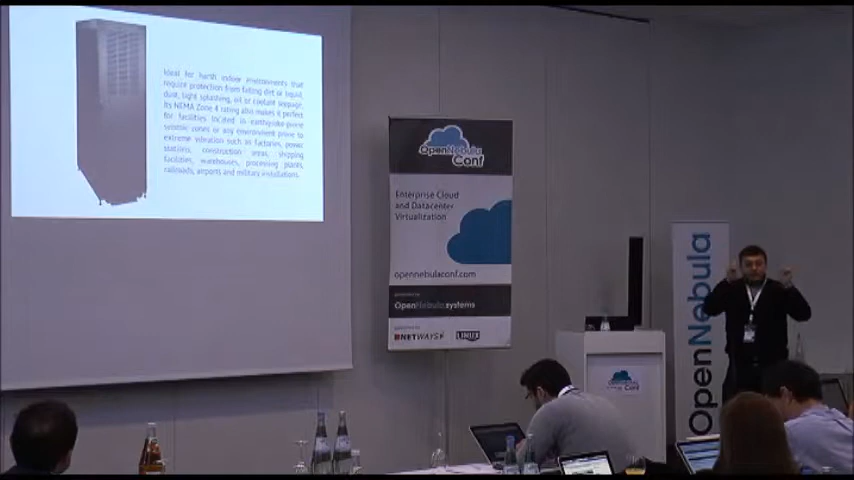 Ideal for harsh indoor environments that
require protection from falling dirt or liquid,
dust, light splashing, oil or coolant seepage.
Its NEMA Zone 4 rating also makes it perfect
for facilities located in earthquake-prone
seismic zones or any environment prone to
extreme vibration such as factories, power
stations, construction areas, shipping
facilities, warehouses, processing plants,
railroads, airports and military installations.
OpenNebula
Conf
Enterprise Cloud
and Datacenter
Virtualization
opennebulaconf.com
OpenNebula.systems
NETWAYS
LINUX
OpenNebula
Conf